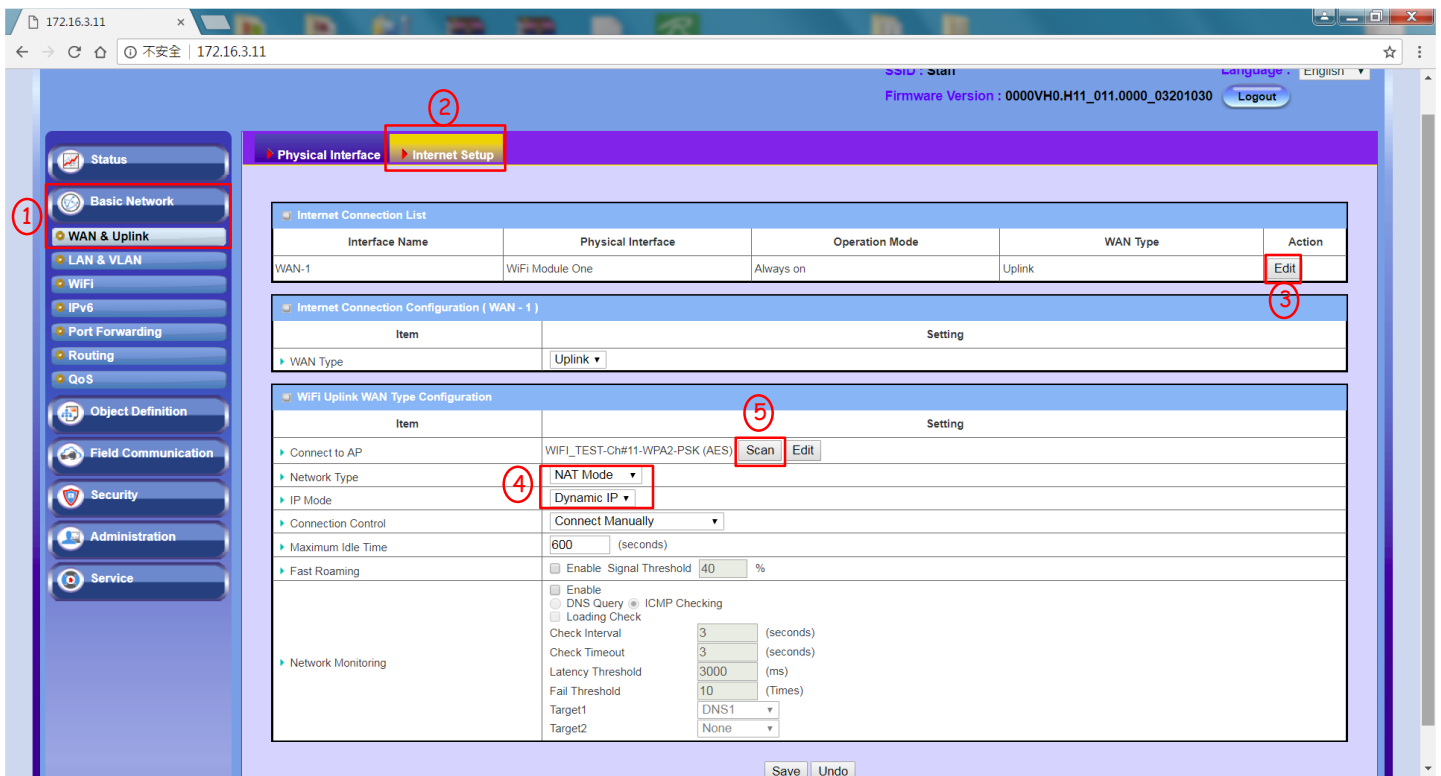 172.16.3.11 ×
不安全 | 172.16.3.11
SSID : Staff
Language : English
Firmware Version : 0000VH0.H11_011.0000_03201030 Logout
2
Physical Interface Internet Setup
Status
1
Basic Network
WAN & Uplink
LAN & VLAN
WiFi
IPv6
Port Forwarding
Routing
QoS
Object Definition
Field Communication
Security
Administration
Service
Internet Connection List
Interface Name Physical Interface Operation Mode WAN Type Action
WAN-1 WiFi Module One Always on Uplink Edit
3
Internet Connection Configuration ( WAN - 1 )
Item Setting
WAN Type Uplink
WiFi Uplink WAN Type Configuration
5
Item Setting
Connect to AP WIFI_TEST-Ch#11-WPA2-PSK (AES) Scan Edit
4
Network Type NAT Mode
IP Mode Dynamic IP
Connection Control Connect Manually
Maximum Idle Time 600 (seconds)
Fast Roaming Enable Signal Threshold 40 %
Network Monitoring
Enable
DNS Query ICMP Checking
Loading Check
Check Interval 3 (seconds)
Check Timeout 3 (seconds)
Latency Threshold 3000 (ms)
Fail Threshold 10 (Times)
Target1 DNS1
Target2 None
Save Undo